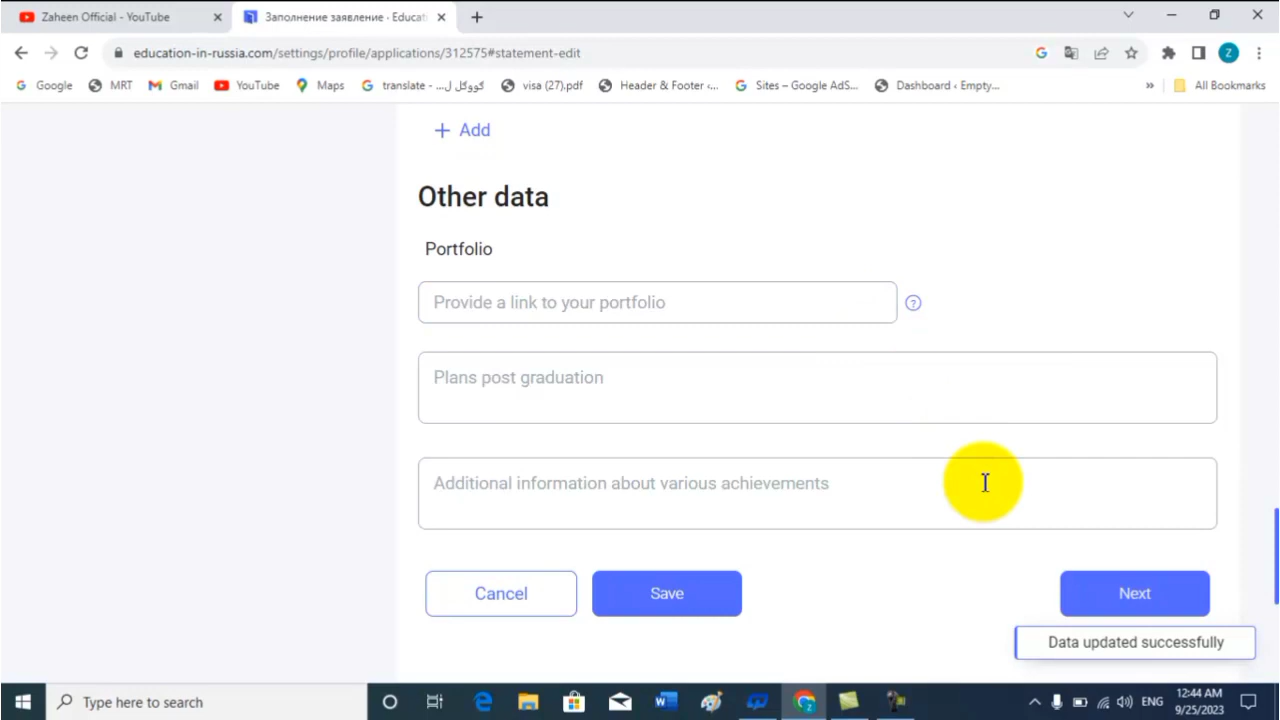 Zaheen Official - YouTube
Заполнение заявление · Educat
education-in-russia.com/settings/profile/applications/312575#statement-edit
Z
Google
MRT
Gmail
YouTube
Maps
translate - ...كووكل ل
visa (27).pdf
Header & Footer ‹...
Sites – Google AdS...
Dashboard ‹ Empty...
»
All Bookmarks
+ Add
Other data
Portfolio
Provide a link to your portfolio
?
Plans post graduation
Additional information about various achievements
Cancel
Save
Next
Data updated successfully
Type here to search
ENG
12:44 AM
9/25/2023